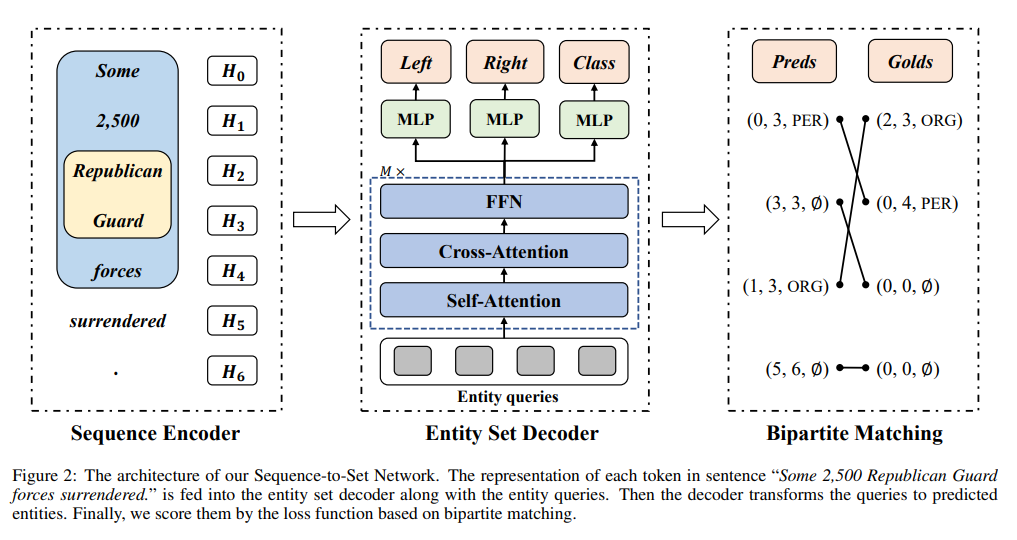 Some
2,500
Republican
Guard
forces
surrendered
.
H0
H1
H2
H3
H4
H5
H6
Sequence Encoder
Left Right Class
MLP MLP MLP
M ×
FFN
Cross-Attention
Self-Attention
Entity queries
Entity Set Decoder
Preds Golds
(0, 3, PER) (2, 3, ORG)
(3, 3, ∅) (0, 4, PER)
(1, 3, ORG) (0, 0, ∅)
(5, 6, ∅) (0, 0, ∅)
Bipartite Matching
Figure 2: The architecture of our Sequence-to-Set Network. The representation of each token in sentence “Some 2,500 Republican Guard
forces surrendered.” is fed into the entity set decoder along with the entity queries. Then the decoder transforms the queries to predicted
entities. Finally, we score them by the loss function based on bipartite matching.